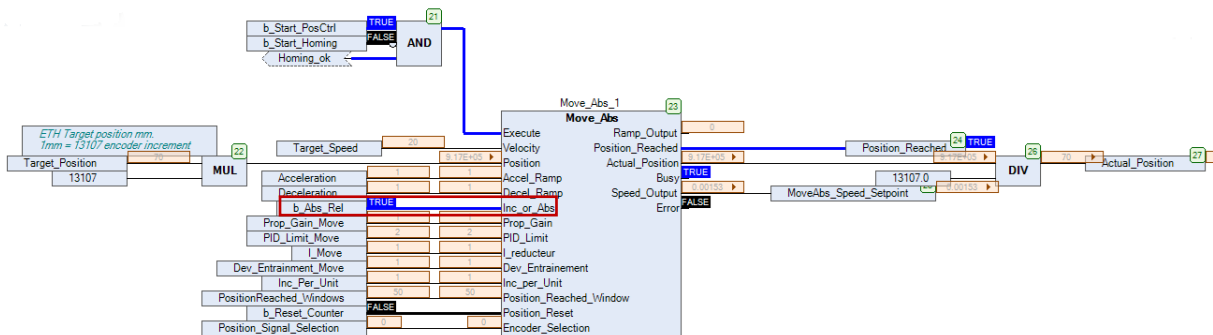 21
b_Start_PosCtrl TRUE
b_Start_Homing FALSE AND
Homing_ok
Move_Abs_1 23
Move_Abs
ETH Target position mm.
1mm = 13107 encoder increment
22
Target_Position 70
13107
MUL
Execute Ramp_Output 0
Target_Speed 20 Velocity Position_Reached Position_Reached 24 TRUE 26 27
9.17E+05 Position Actual_Position 9.17E+05 9.17E+05 70 Actual_Position
Acceleration 1 1 Accel_Ramp Busy TRUE 13107.0 DIV
Deceleration 1 1 Decel_Ramp Speed_Output 0.00153 MoveAbs_Speed_Setpoint 0.00153
b_Abs_Rel TRUE Inc_or_Abs Error FALSE
Prop_Gain_Move 1 1 Prop_Gain
PID_Limit_Move 2 2 PID_Limit
I_Move 1 1 I_reducteur
Dev_Entrainment_Move 1 1 Dev_Entrainement
Inc_Per_Unit 1 1 Inc_per_Unit
PositionReached_Windows 50 50 Position_Reached_Window
b_Reset_Counter FALSE Position_Reset
Position_Signal_Selection 0 0 Encoder_Selection